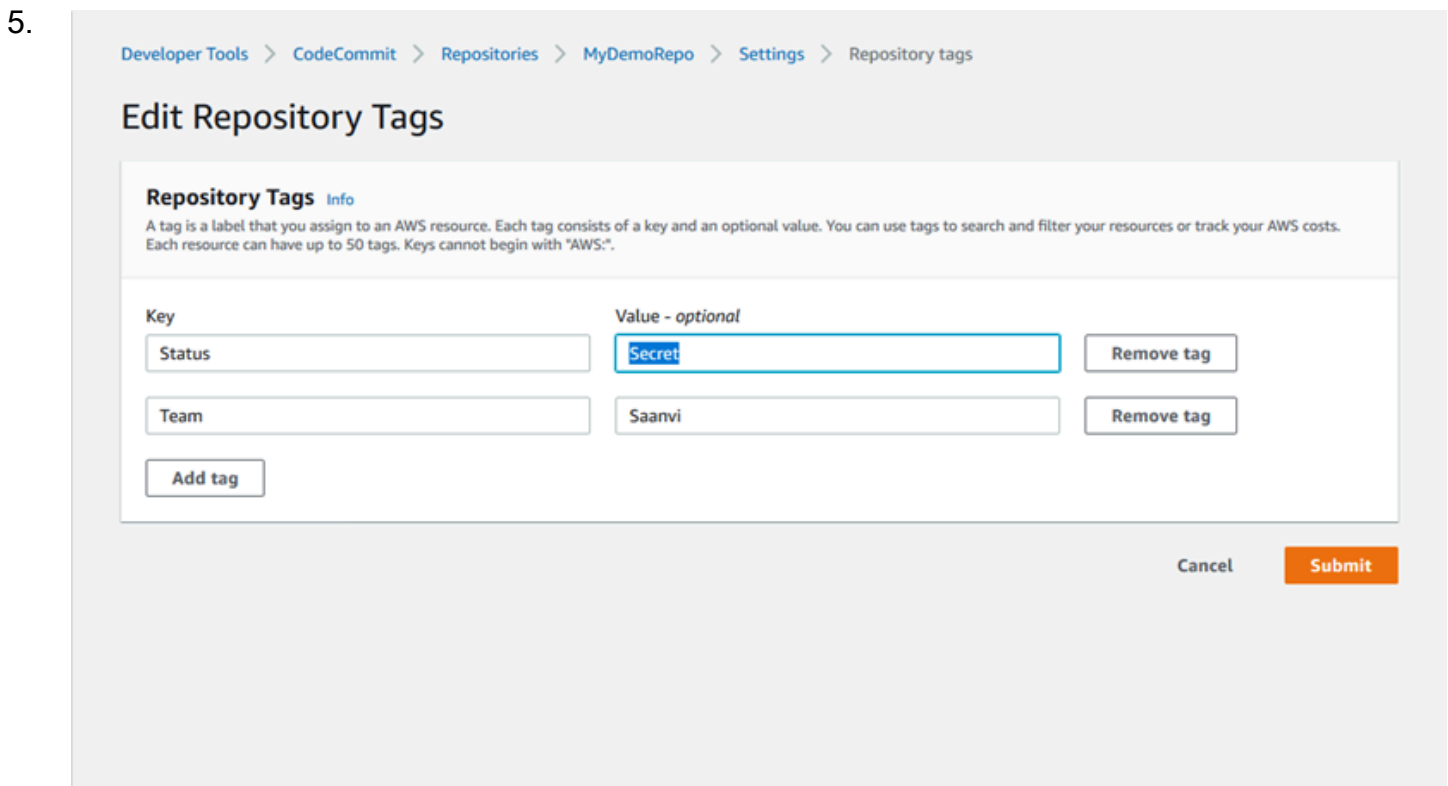 5.
Developer Tools > CodeCommit > Repositories > MyDemoRepo > Settings > Repository tags
Edit Repository Tags
Repository Tags Info
A tag is a label that you assign to an AWS resource. Each tag consists of a key and an optional value. You can use tags to search and filter your resources or track your AWS costs.
Each resource can have up to 50 tags. Keys cannot begin with "AWS:".
Key Value - optional
Status Secret Remove tag
Team Saanvi Remove tag
Add tag
Cancel Submit